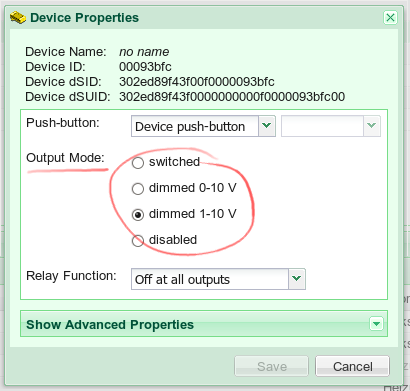 Device Properties
Device Name: no name
Device ID: 00093bfc
Device dSID: 302ed89f43f00f0000093bfc
Device dSUID: 302ed89f43f0000000000f0000093bfc00
Push-button: Device push-button
Output Mode: switched
dimmed 0-10 V
dimmed 1-10 V
disabled
Relay Function: Off at all outputs
Show Advanced Properties
Save Cancel